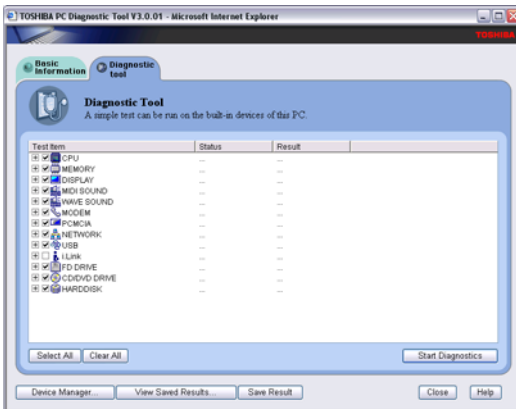 TOSHIBA PC Diagnostic Tool V3.0.01 - Microsoft Internet Explorer
TOSHIBA
Basic
Information
Diagnostic
tool
Diagnostic Tool
A simple test can be run on the built-in devices of this PC.
Test Item Status Result
CPU ... ...
MEMORY ... ...
DISPLAY ... ...
MIDI SOUND ... ...
WAVE SOUND ... ...
MODEM ... ...
PCMCIA ... ...
NETWORK ... ...
USB ... ...
i.Link ... ...
FD DRIVE ... ...
CD/DVD DRIVE ... ...
HARDDISK ... ...
Select All Clear All Start Diagnostics
Device Manager... View Saved Results... Save Result Close Help